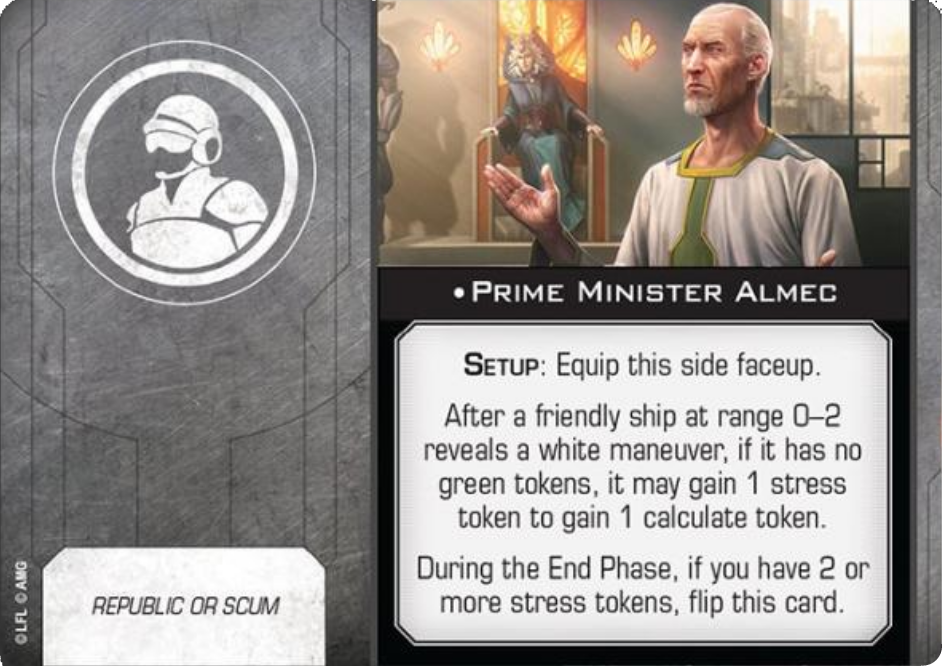 •PRIME MINISTER ALMEC
SETUP: Equip this side faceup.
After a friendly ship at range 0–2
reveals a white maneuver, if it has no
green tokens, it may gain 1 stress
token to gain 1 calculate token.
During the End Phase, if you have 2 or
more stress tokens, flip this card.
REPUBLIC OR SCUM
©LFL ©AMG